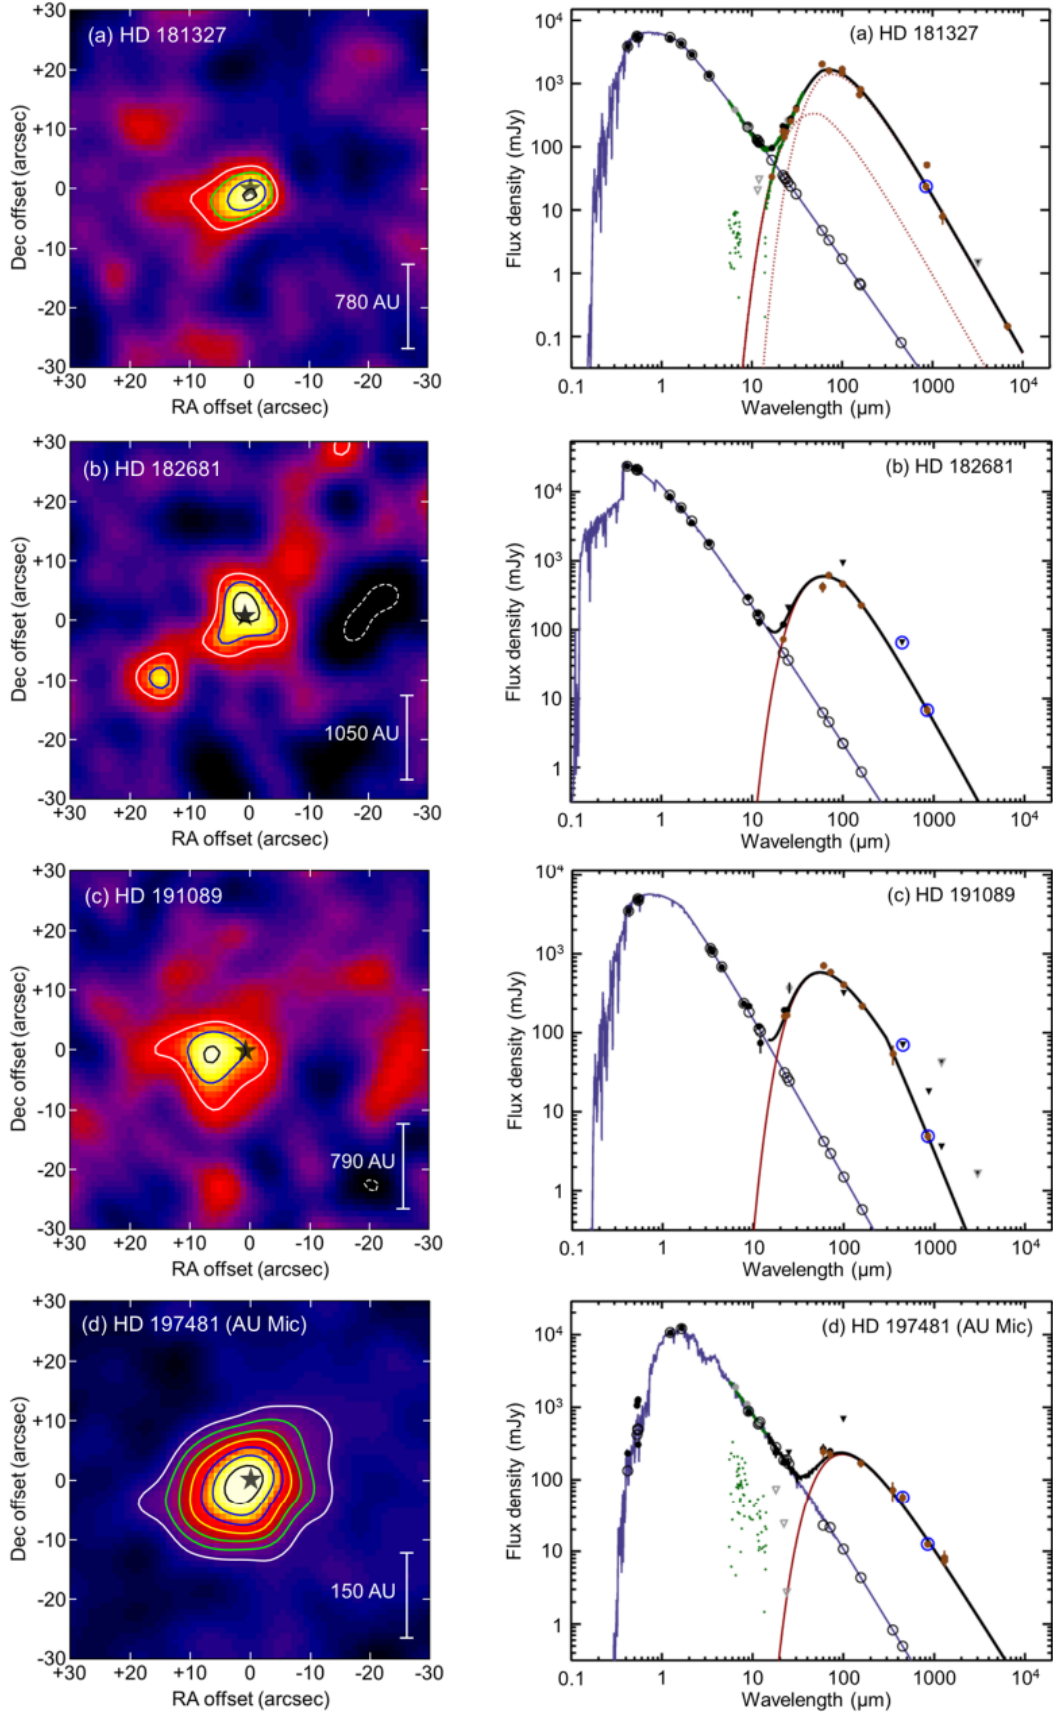 (a) HD 181327
+30
+20
+10
0
-10
-20
-30
Dec offset (arcsec)
780 AU
+30 +20 +10 0 -10 -20 -30
RA offset (arcsec)
(a) HD 181327
10⁴
10³
100
10
1
0.1
Flux density (mJy)
0.1 1 10 100 1000 10⁴
Wavelength (µm)
(b) HD 182681
+30
+20
+10
0
-10
-20
-30
Dec offset (arcsec)
1050 AU
+30 +20 +10 0 -10 -20 -30
RA offset (arcsec)
(b) HD 182681
10⁴
10³
100
10
1
Flux density (mJy)
0.1 1 10 100 1000 10⁴
Wavelength (µm)
(c) HD 191089
+30
+20
+10
0
-10
-20
-30
Dec offset (arcsec)
790 AU
+30 +20 +10 0 -10 -20 -30
RA offset (arcsec)
(c) HD 191089
10⁴
10³
100
10
1
Flux density (mJy)
0.1 1 10 100 1000 10⁴
Wavelength (µm)
(d) HD 197481 (AU Mic)
+30
+20
+10
0
-10
-20
-30
Dec offset (arcsec)
150 AU
+30 +20 +10 0 -10 -20 -30
RA offset (arcsec)
(d) HD 197481 (AU Mic)
10⁴
10³
100
10
1
Flux density (mJy)
0.1 1 10 100 1000 10⁴
Wavelength (µm)